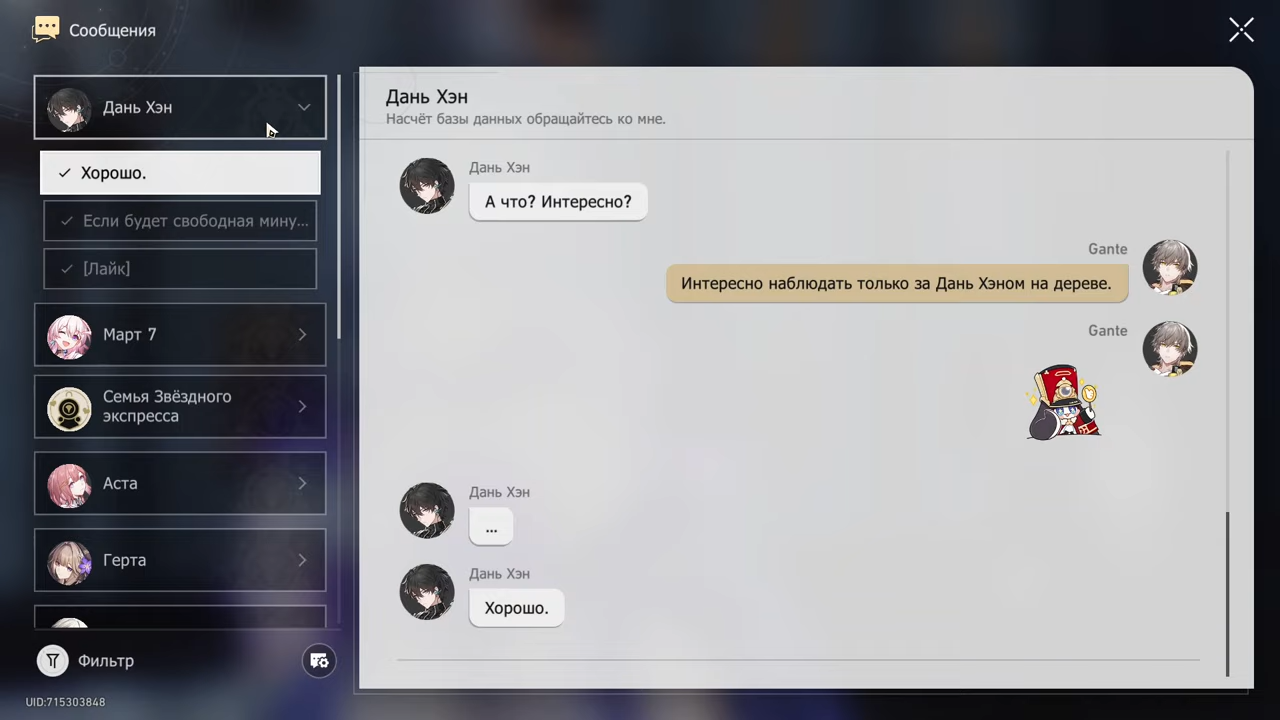 Сообщения
Дань Хэн
Хорошо.
Если будет свободная мину...
[Лайк]
Март 7
Семья Звёздного
экспресса
Аста
Герта
Фильтр
UID:715303848
Дань Хэн
Насчёт базы данных обращайтесь ко мне.
Дань Хэн
А что? Интересно?
Gante
Интересно наблюдать только за Дань Хэном на дереве.
Gante
Дань Хэн
...
Дань Хэн
Хорошо.